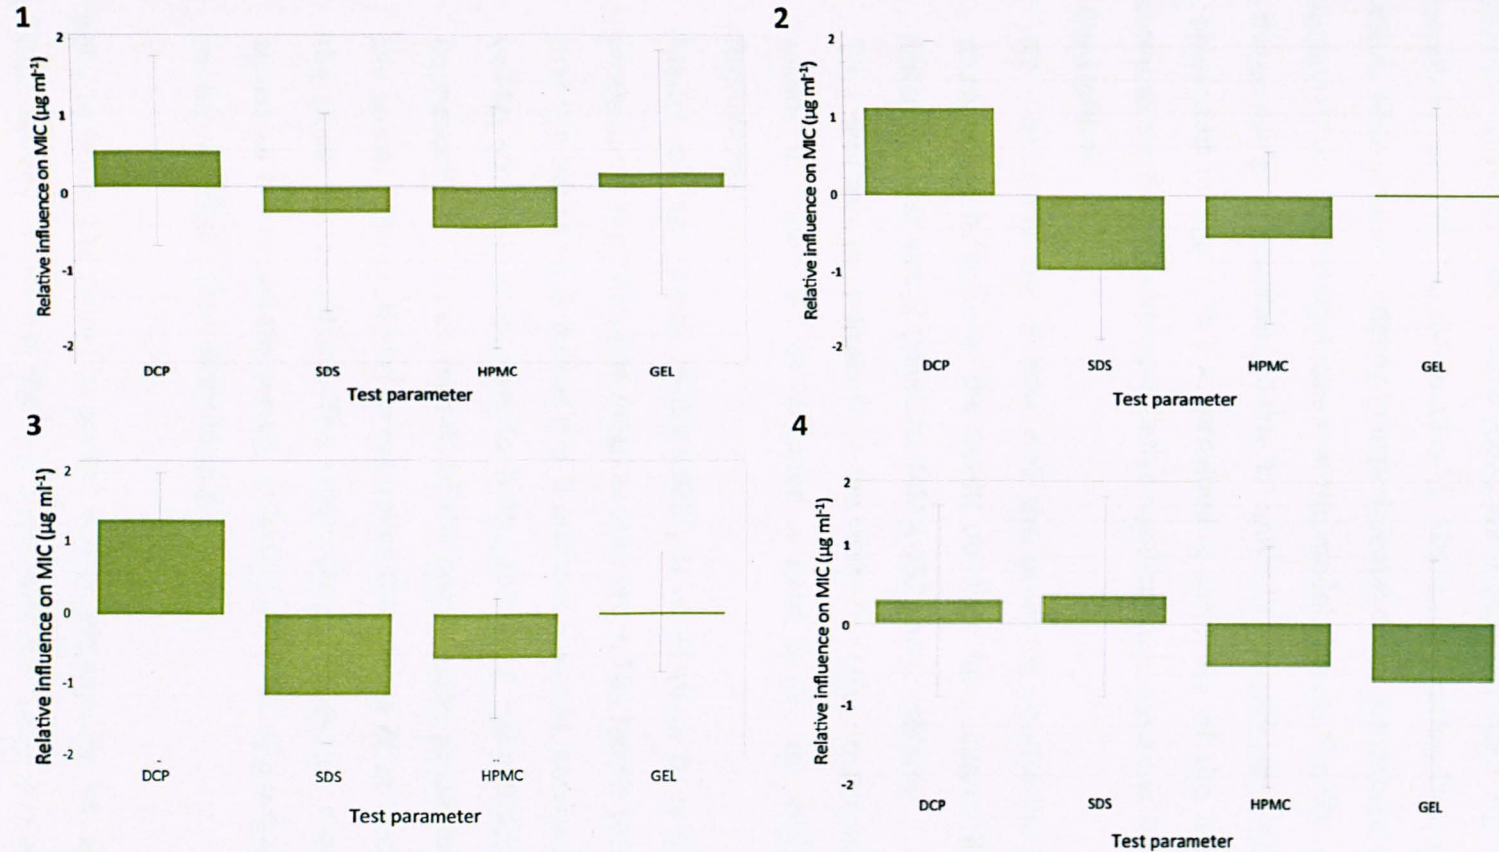 1
2
1
0
-1
-2
Relative influence on MIC (µg ml⁻¹)
DCP SDS HPMC GEL
Test parameter
2
2
1
0
-1
-2
Relative influence on MIC (µg ml⁻¹)
DCP SDS HPMC GEL
Test parameter
3
2
1
0
-1
-2
Relative influence on MIC (µg ml⁻¹)
DCP SDS HPMC GEL
Test parameter
4
2
1
0
-1
-2
Relative influence on MIC (µg ml⁻¹)
DCP SDS HPMC GEL
Test parameter